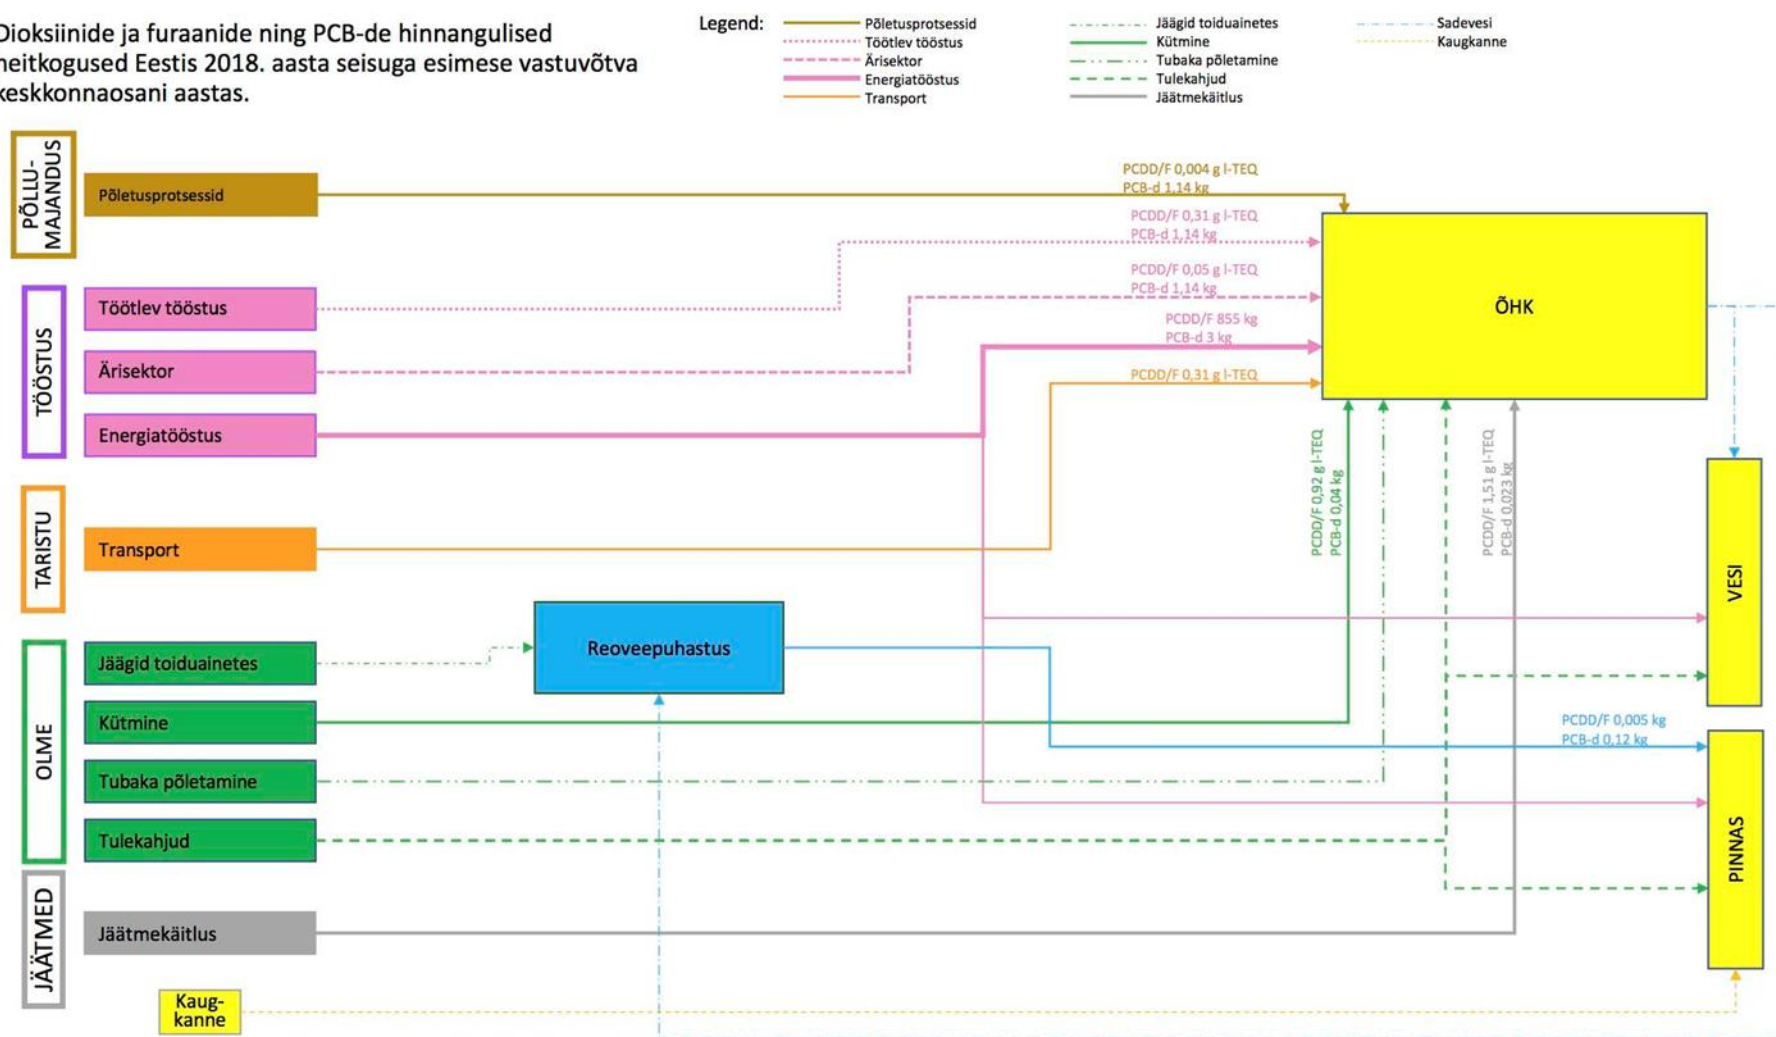 Dioksiinide ja furaanide ning PCB-de hinnangulised
heitkogused Eestis 2018. aasta seisuga esimese vastuvõtva
keskkonnaosani aastas.
Legend:
Põletusprotsessid
Töötlev tööstus
Ärisektor
Energiatööstus
Transport
Jäägid toiduainetes
Kütmine
Tubaka põletamine
Tulekahjud
Jäätmekäitlus
Sadevesi
Kaugkanne
PÕLLU-
MAJANDUS
Põletusprotsessid
PCDD/F 0,004 g I-TEQ
PCB-d 1,14 kg
PCDD/F 0,31 g I-TEQ
PCB-d 1,14 kg
PCDD/F 0,05 g I-TEQ
PCB-d 1,14 kg
PCDD/F 855 kg
PCB-d 3 kg
PCDD/F 0,31 g I-TEQ
ÕHK
TÖÖSTUS
Töötlev tööstus
Ärisektor
Energiatööstus
TARISTU
Transport
PCDD/F 0,92 g I-TEQ
PCB-d 0,04 kg
PCDD/F 1,51 g I-TEQ
PCB-d 0,023 kg
VESI
OLME
Jäägid toiduainetes
Reoveepuhastus
Kütmine
Tubaka põletamine
Tulekahjud
PCDD/F 0,005 kg
PCB-d 0,12 kg
PINNAS
JÄÄTMED
Jäätmekäitlus
Kaug-
kanne